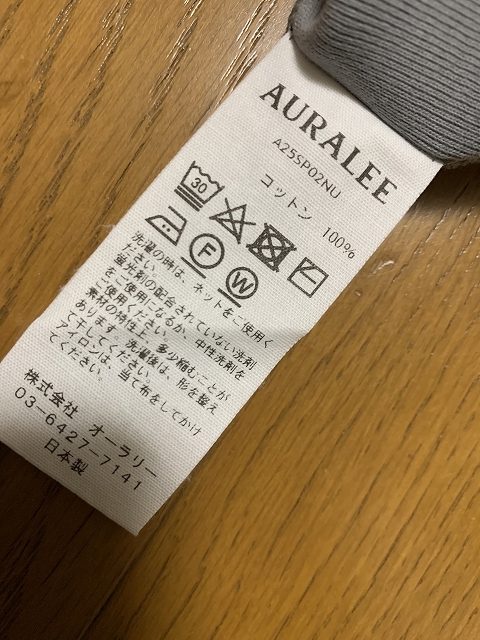 AURALEE
A25SP02NU
コットン 100%
30
F W
洗濯の時は、ネットをご使用く
ださい。
蛍光剤の配合されていない洗剤
をご使用になるか、中性洗剤を
ご使用ください。
素材の特性上、多少縮むことが
あります。洗濯後は、形を整え
て干してください。
アイロンは、当て布をしてかけ
てください。
株式会社 オーラリー
03-6427-7141
日本製